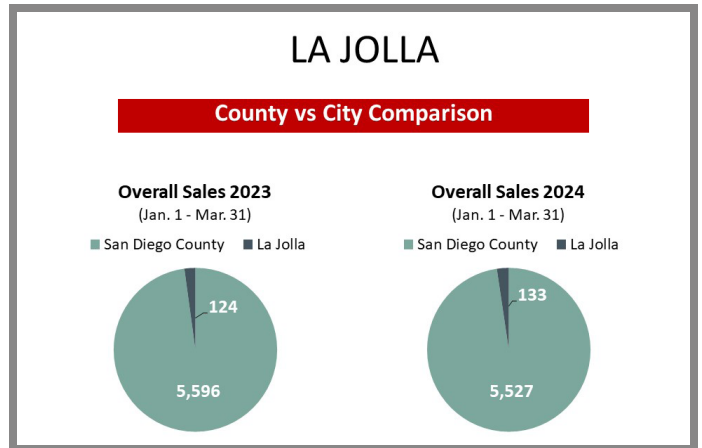 LA JOLLA
County vs City Comparison
Overall Sales 2023
(Jan. 1 - Mar. 31)
San Diego County La Jolla
124
5,596
Overall Sales 2024
(Jan. 1 - Mar. 31)
San Diego County La Jolla
133
5,527